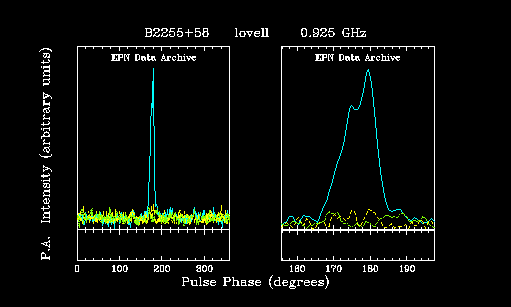 B2255+58 lovell 0.925 GHz
EPN Data Archive EPN Data Archive
P.A. Intensity (arbitrary units)
0 100 200 300 160 170 180 190
Pulse Phase (degrees)